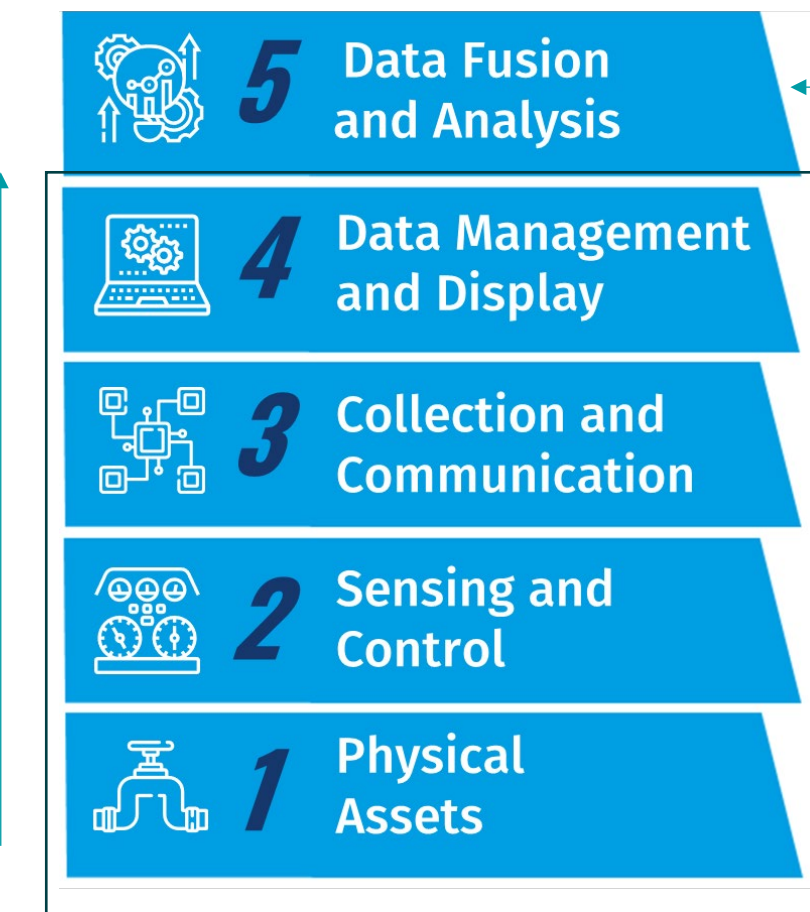 5
Data Fusion
and Analysis
4
Data Management
and Display
3
Collection and
Communication
2
Sensing and
Control
1
Physical
Assets